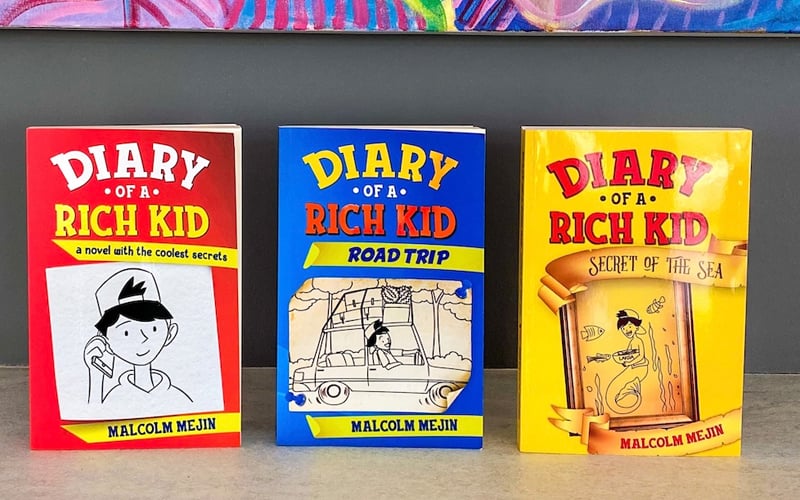 DIARY
• OF A •
RICH KID
a novel with the coolest secrets
MALCOLM MEJIN
DIARY
• OF A •
RICH KID
ROAD TRIP
MALCOLM MEJIN
DIARY
• OF A •
RICH KID
SECRET OF THE SEA
MALCOLM MEJIN